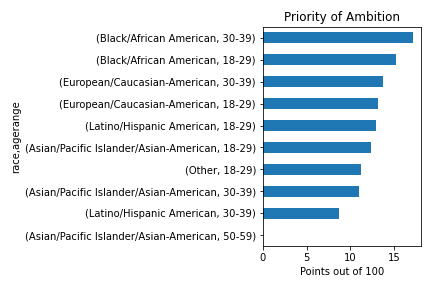 Priority of Ambition
race,agerange
(Black/African American, 30-39)
(Black/African American, 18-29)
(European/Caucasian-American, 30-39)
(European/Caucasian-American, 18-29)
(Latino/Hispanic American, 18-29)
(Asian/Pacific Islander/Asian-American, 18-29)
(Other, 18-29)
(Asian/Pacific Islander/Asian-American, 30-39)
(Latino/Hispanic American, 30-39)
(Asian/Pacific Islander/Asian-American, 50-59)
0 5 10 15
Points out of 100